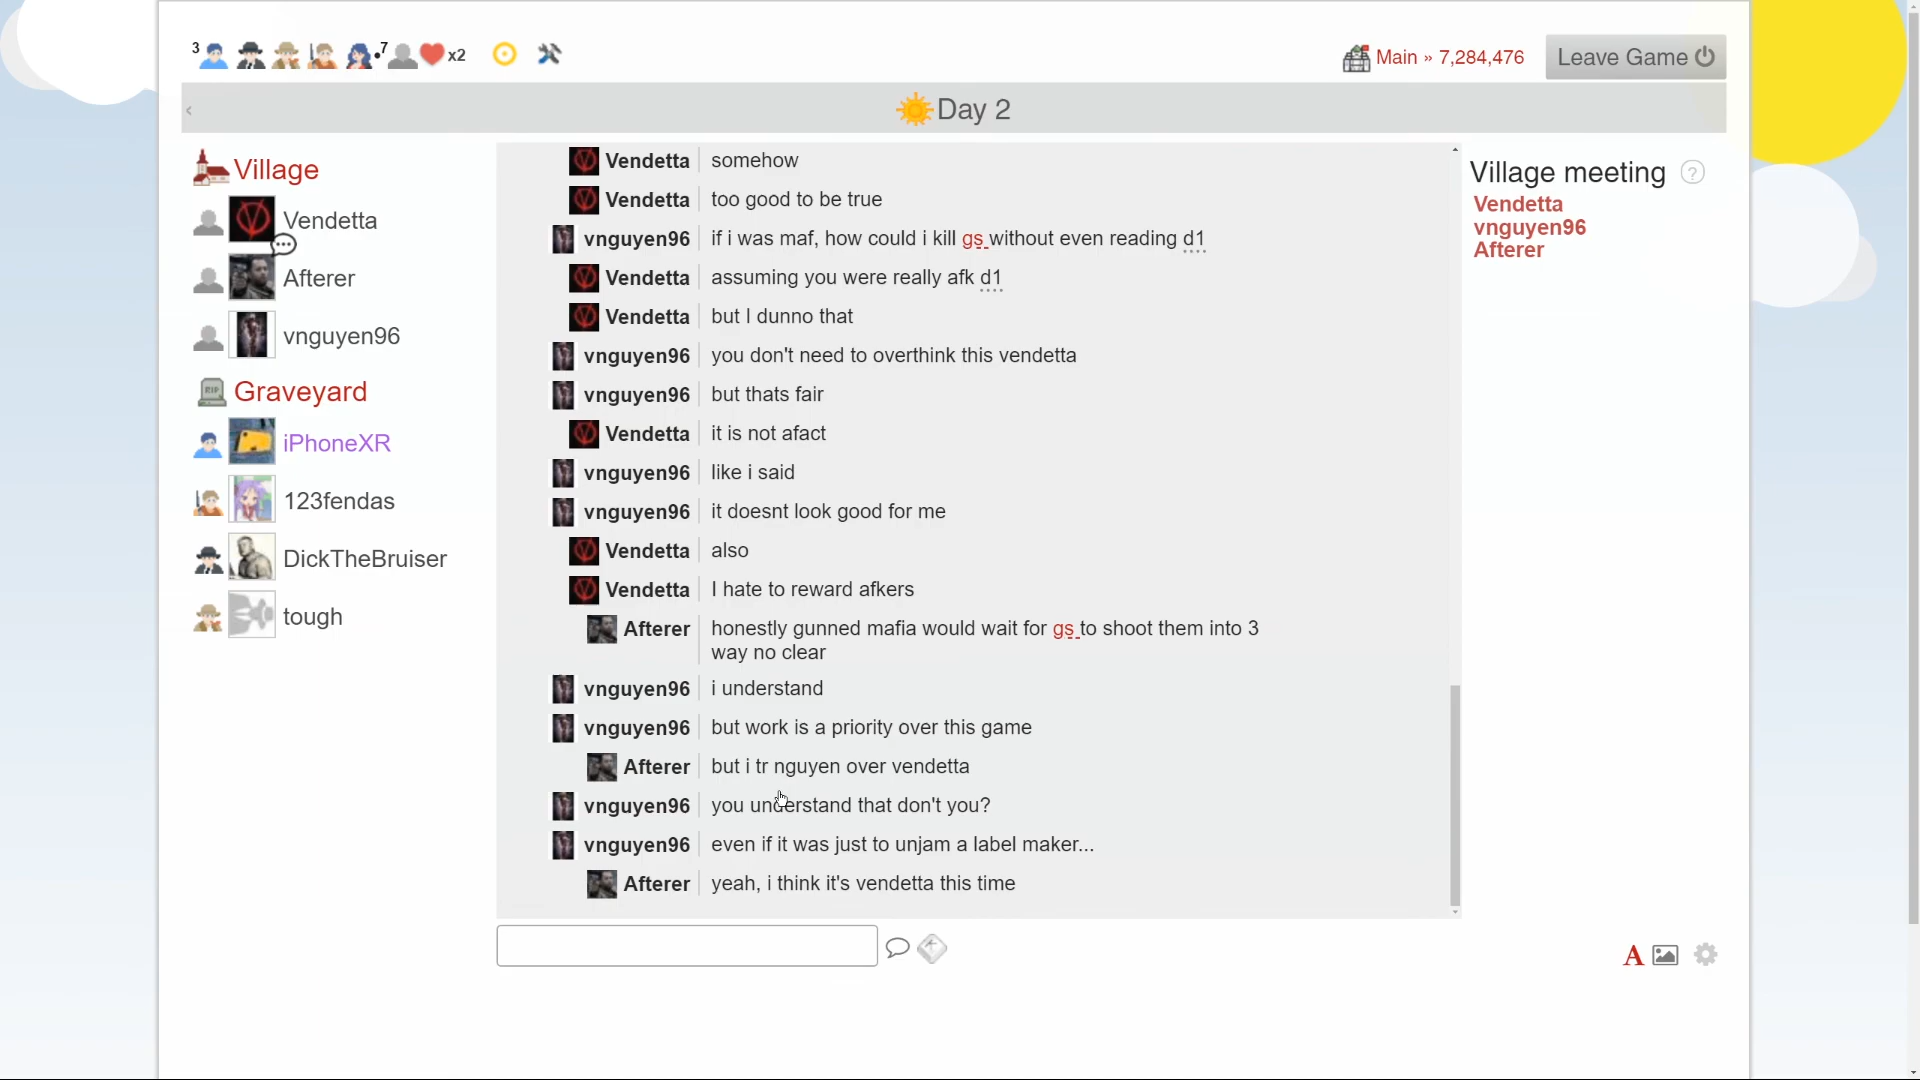 3
7
x2
Main » 7,284,476
Leave Game
‹
Day 2
Village
Vendetta
Afterer
vnguyen96
RIP
Graveyard
iPhoneXR
123fendas
DickTheBruiser
tough
Vendetta somehow
Vendetta too good to be true
vnguyen96 if i was maf, how could i kill gs without even reading d1
Vendetta assuming you were really afk d1
Vendetta but I dunno that
vnguyen96 you don't need to overthink this vendetta
vnguyen96 but thats fair
Vendetta it is not afact
vnguyen96 like i said
vnguyen96 it doesnt look good for me
Vendetta also
Vendetta I hate to reward afkers
Afterer honestly gunned mafia would wait for gs to shoot them into 3
way no clear
vnguyen96 i understand
vnguyen96 but work is a priority over this game
Afterer but i tr nguyen over vendetta
vnguyen96 you understand that don't you?
vnguyen96 even if it was just to unjam a label maker...
Afterer yeah, i think it's vendetta this time
Village meeting ?
Vendetta
vnguyen96
Afterer
A